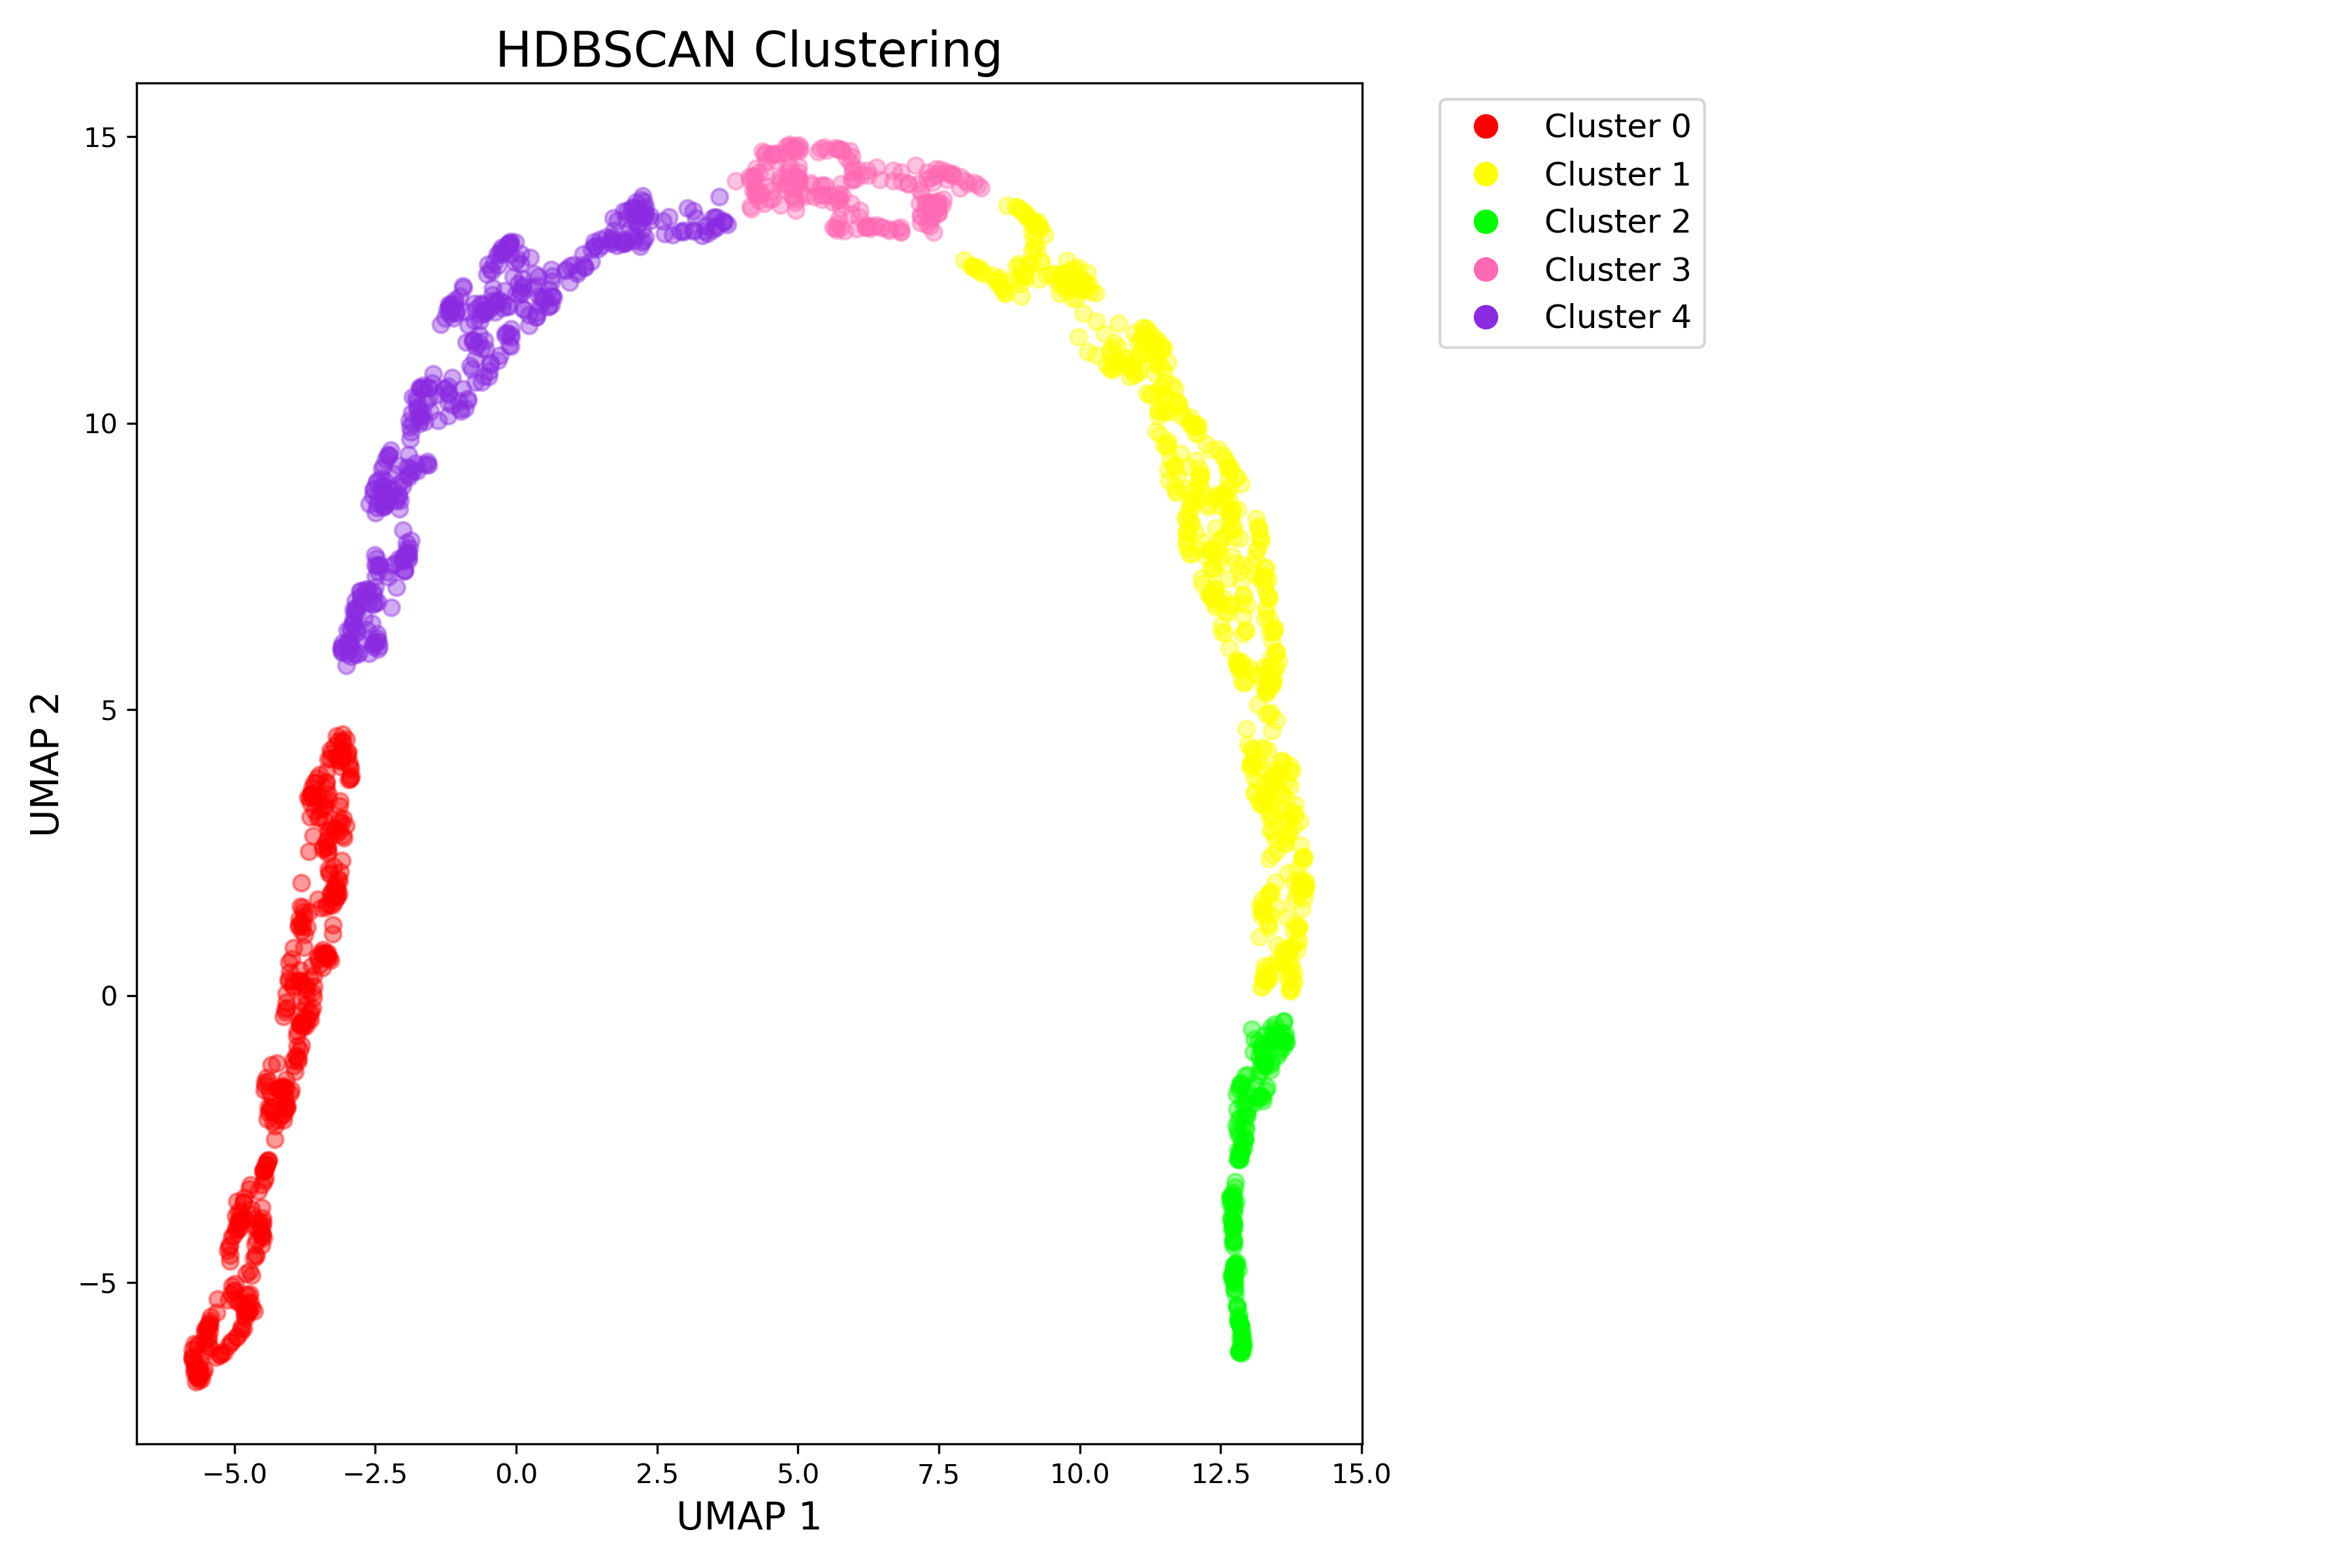 HDBSCAN Clustering
15
10
5
0
−5
UMAP 2
−5.0 −2.5 0.0 2.5 5.0 7.5 10.0 12.5 15.0
UMAP 1
Cluster 0
Cluster 1
Cluster 2
Cluster 3
Cluster 4